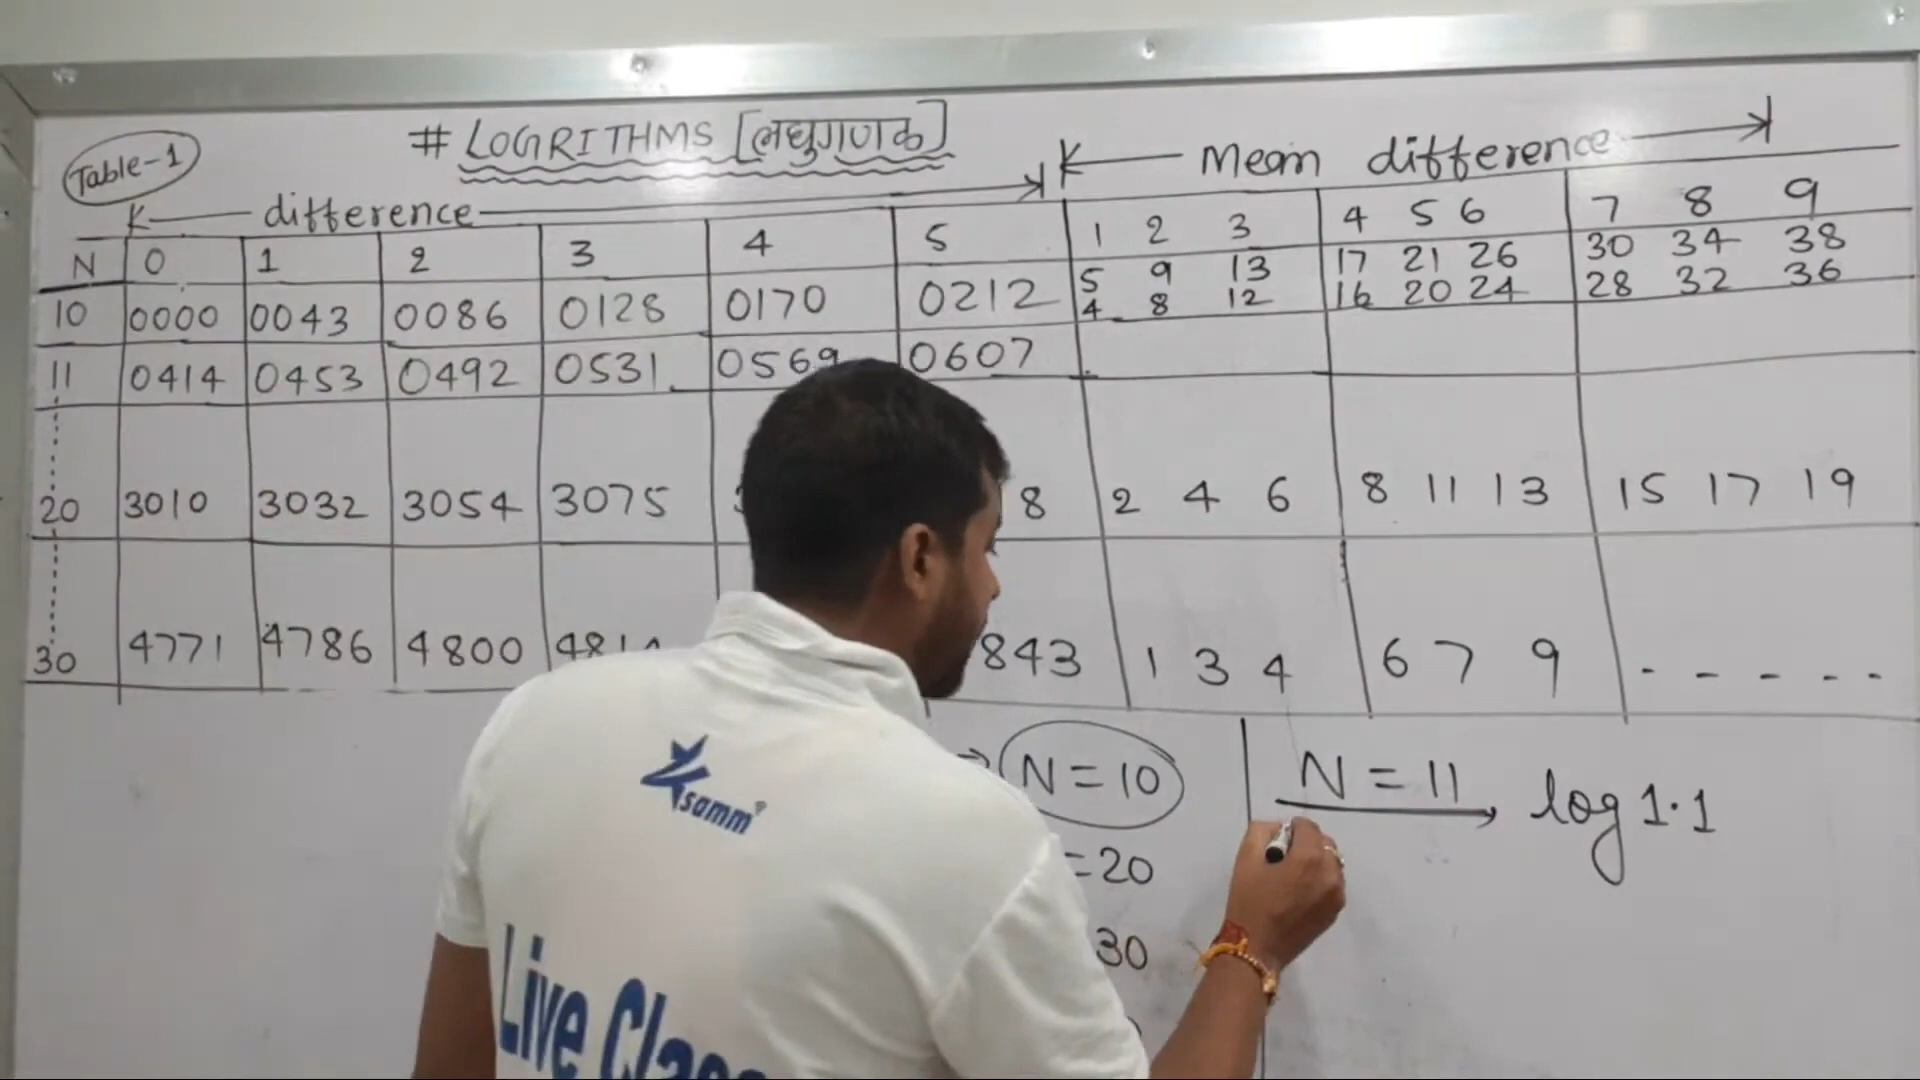 # LOGRITHMS [लघुगणक]
Table-1
difference
Mean difference
N 0 1 2 3 4 5 1 2 3 4 5 6 7 8 9
10 0000 0043 0086 0128 0170 0212 5 9 13 17 21 26 30 34 38
4 8 12 16 20 24 28 32 36
11 0414 0453 0492 0531 0569 0607
20 3010 3032 3054 3075 8 2 4 6 8 11 13 15 17 19
30 4771 4786 4800 481 843 1 3 4 6 7 9 - - - - -
N = 10
N = 11 → log 1.1
=20
30
samm®
Live Clas